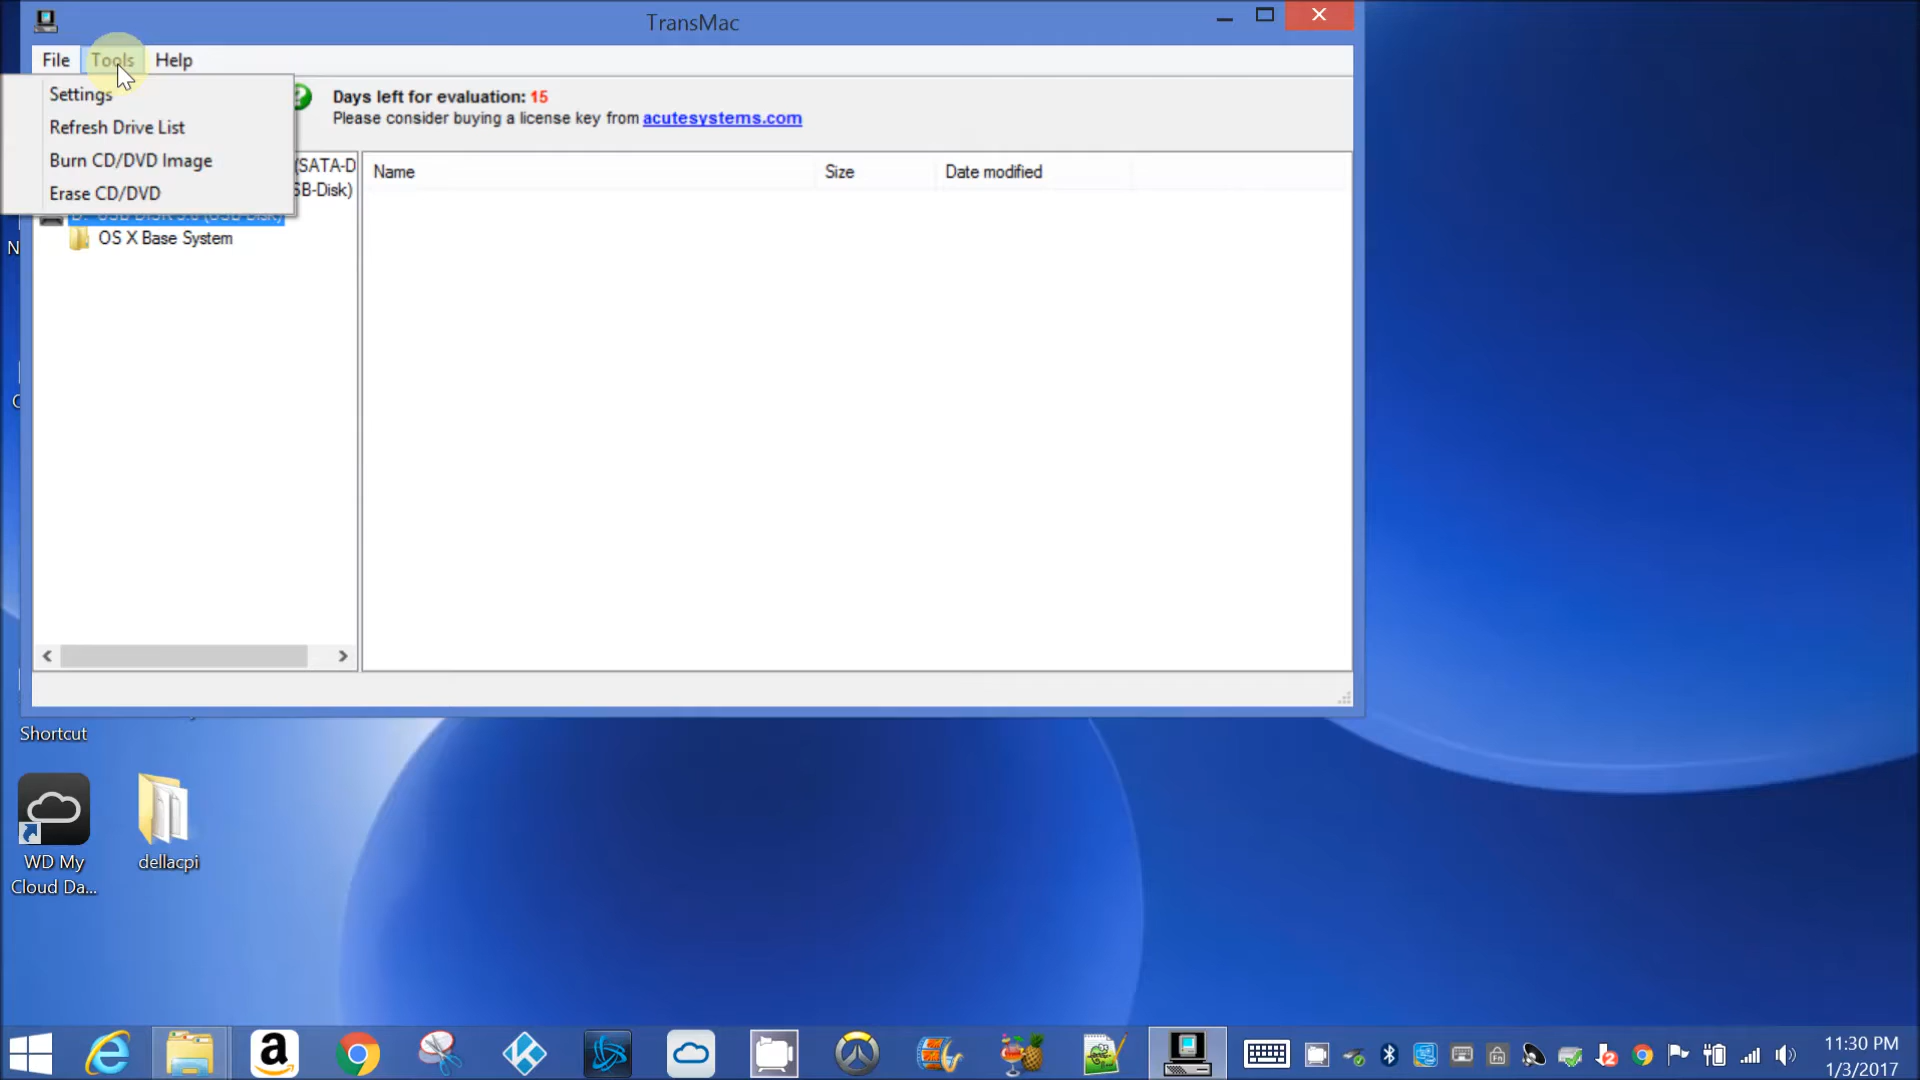 TransMac
File Tools Help
Settings
Refresh Drive List
Burn CD/DVD Image
Erase CD/DVD
Days left for evaluation: 15
Please consider buying a license key from acutesystems.com
(SATA-D
SB-Disk)
OS X Base System
Name Size Date modified
N
Shortcut
WD My
Cloud Da...
dellacpi
11:30 PM
1/3/2017